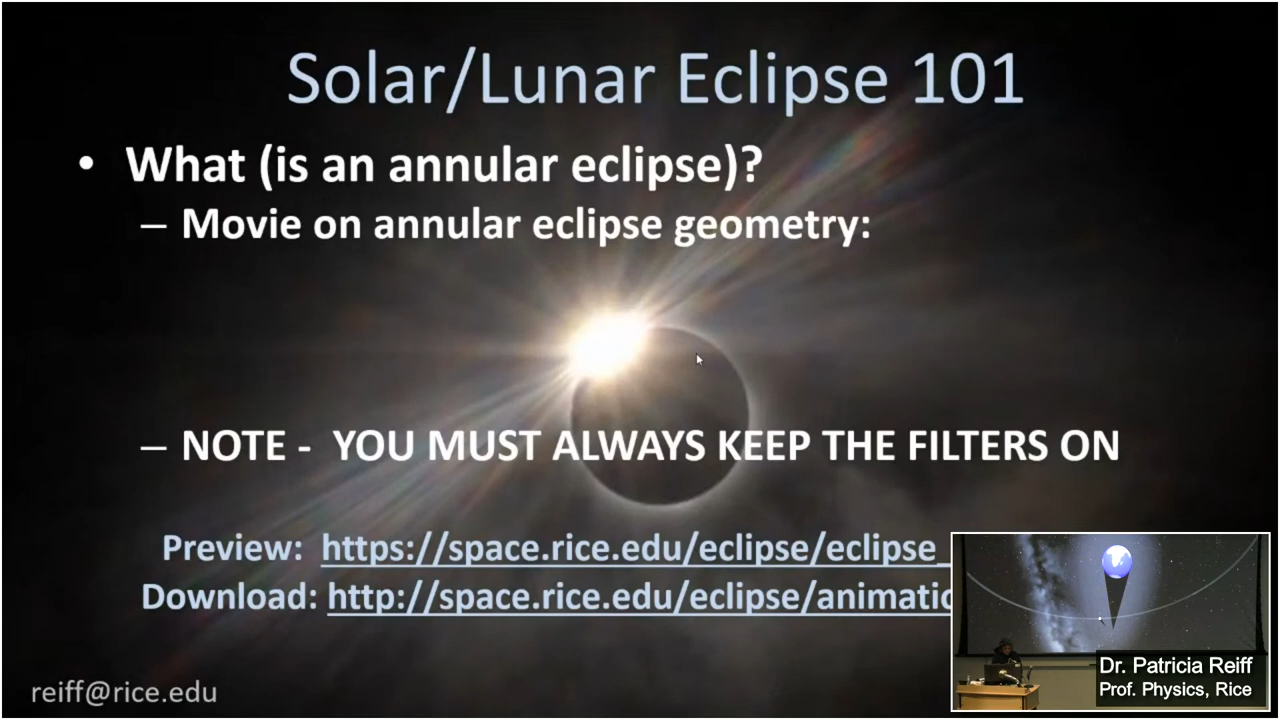 Solar/Lunar Eclipse 101
• What (is an annular eclipse)?
– Movie on annular eclipse geometry:
– NOTE - YOU MUST ALWAYS KEEP THE FILTERS ON
Preview: https://space.rice.edu/eclipse/eclipse_
Download: http://space.rice.edu/eclipse/animatio
reiff@rice.edu
Dr. Patricia Reiff
Prof. Physics, Rice